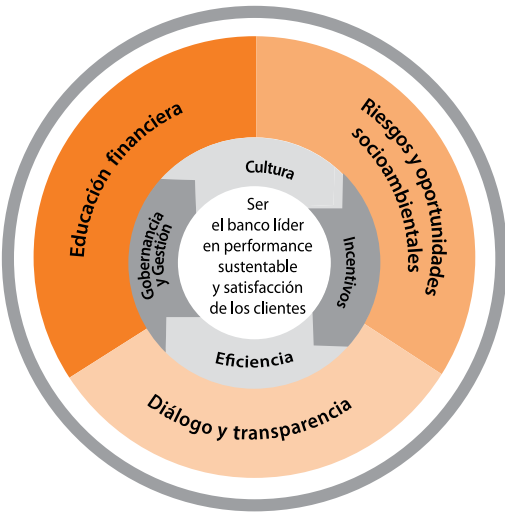 Educación financiera
Riesgos y oportunidades
socioambientales
Cultura
Gobernancia
y Gestión
Ser
el banco líder
en performance
sustentable
y satisfacción
de los clientes
Incentivos
Eficiencia
Diálogo y transparencia